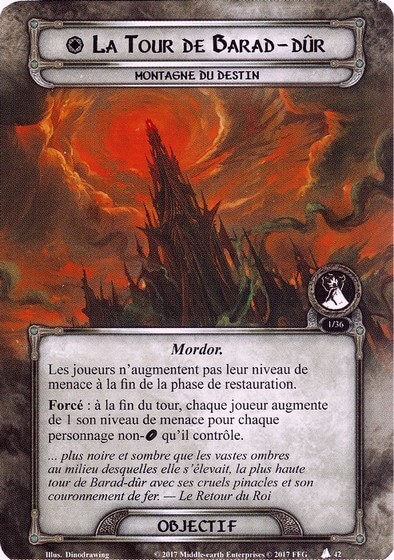 La Tour de Barad-dûr
Montagne du Destin
1/36
Mordor.
Les joueurs n'augmentent pas leur niveau de
menace à la fin de la phase de restauration.
Forcé : à la fin du tour, chaque joueur augmente
de 1 son niveau de menace pour chaque
personnage non- qu'il contrôle.
... plus noire et sombre que les vastes ombres
au milieu desquelles elle s'élevait, la plus haute
tour de Barad-dûr avec ses cruels pinacles et son
couronnement de fer. — Le Retour du Roi
Objectif
Illus. Dinodrawing © 2017 Middle-earth Enterprises © 2017 FFG 42